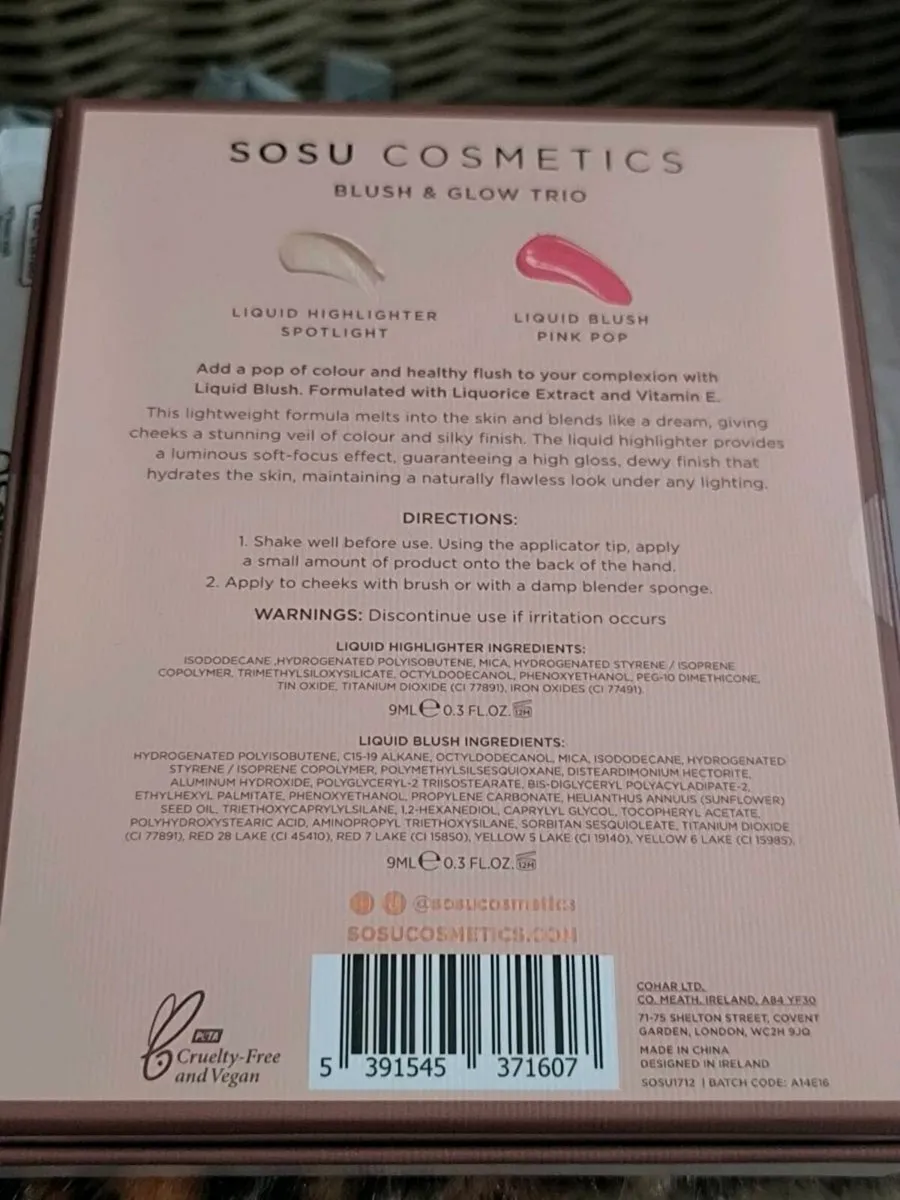 SOSU COSMETICS
BLUSH & GLOW TRIO
LIQUID HIGHLIGHTER
SPOTLIGHT
LIQUID BLUSH
PINK POP
Add a pop of colour and healthy flush to your complexion with
Liquid Blush. Formulated with Liquorice Extract and Vitamin E.
This lightweight formula melts into the skin and blends like a dream, giving
cheeks a stunning veil of colour and silky finish. The liquid highlighter provides
a luminous soft-focus effect, guaranteeing a high gloss, dewy finish that
hydrates the skin, maintaining a naturally flawless look under any lighting.
DIRECTIONS:
1. Shake well before use. Using the applicator tip, apply
a small amount of product onto the back of the hand.
2. Apply to cheeks with brush or with a damp blender sponge.
WARNINGS: Discontinue use if irritation occurs
LIQUID HIGHLIGHTER INGREDIENTS:
ISODODECANE ,HYDROGENATED POLYISOBUTENE, MICA, HYDROGENATED STYRENE / ISOPRENE
COPOLYMER, TRIMETHYLSILOXYSILICATE, OCTYLDODECANOL, PHENOXYETHANOL, PEG-10 DIMETHICONE,
TIN OXIDE, TITANIUM DIOXIDE (CI 77891), IRON OXIDES (CI 77491).
9ML℮0.3 FL.OZ. 12M
LIQUID BLUSH INGREDIENTS:
HYDROGENATED POLYISOBUTENE, C15-19 ALKANE, OCTYLDODECANOL, MICA, ISODODECANE, HYDROGENATED
STYRENE / ISOPRENE COPOLYMER, POLYMETHYLSILSESQUIOXANE, DISTEARDIMONIUM HECTORITE,
ALUMINUM HYDROXIDE, POLYGLYCERYL-2 TRIISOSTEARATE, BIS-DIGLYCERYL POLYACYLADIPATE-2,
ETHYLHEXYL PALMITATE, PHENOXYETHANOL, PROPYLENE CARBONATE, HELIANTHUS ANNUUS (SUNFLOWER)
SEED OIL, TRIETHOXYCAPRYLYLSILANE, 1,2-HEXANEDIOL, CAPRYLYL GLYCOL, TOCOPHERYL ACETATE,
POLYHYDROXYSTEARIC ACID, AMINOPROPYL TRIETHOXYSILANE, SORBITAN SESQUIOLEATE, TITANIUM DIOXIDE
(CI 77891), RED 28 LAKE (CI 45410), RED 7 LAKE (CI 15850), YELLOW 5 LAKE (CI 19140), YELLOW 6 LAKE (CI 15985).
9ML℮0.3 FL.OZ. 12M
@sosucosmetics
SOSUCOSMETICS.COM
PETA
Cruelty-Free
and Vegan
5 391545 371607
COHAR LTD.
CO. MEATH, IRELAND, A84 YF30
71-75 SHELTON STREET, COVENT
GARDEN, LONDON, WC2H 9JQ
MADE IN CHINA
DESIGNED IN IRELAND
SOSU1712 | BATCH CODE: A14E16